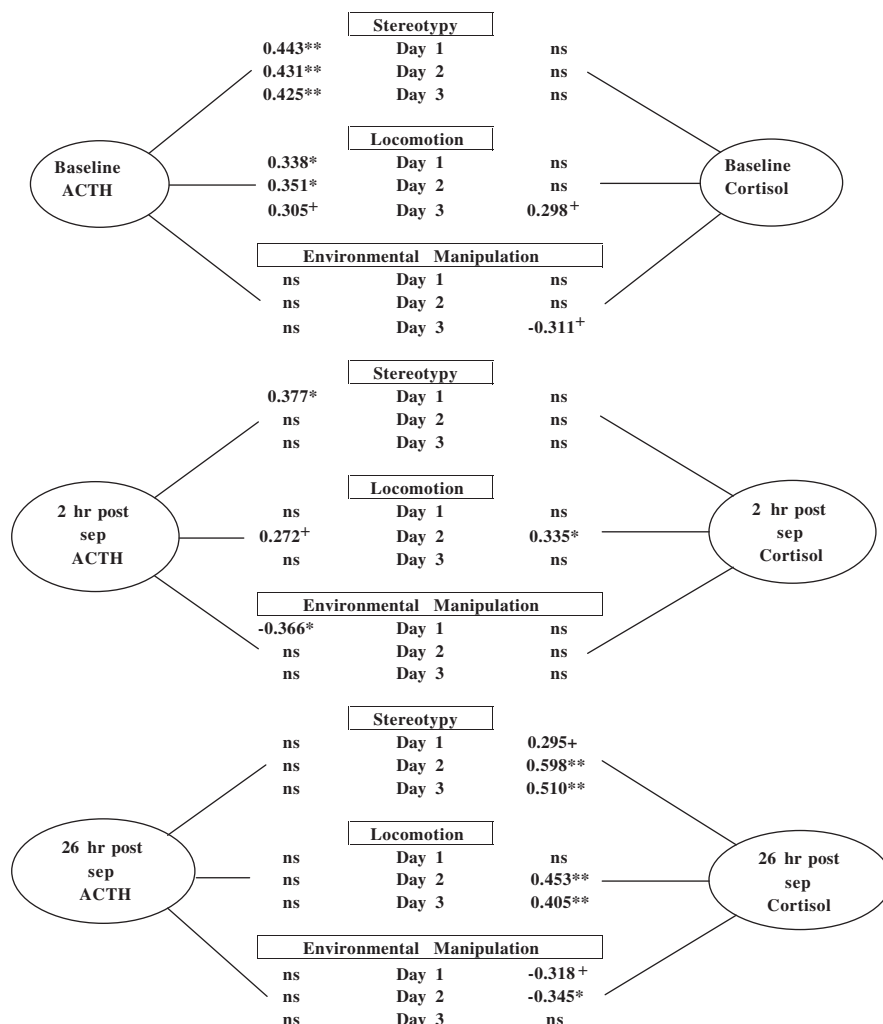 Stereotypy
0.443** Day 1 ns
0.431** Day 2 ns
0.425** Day 3 ns
Locomotion
Baseline ACTH
0.338* Day 1 ns
0.351* Day 2 ns
0.305+ Day 3 0.298+
Baseline Cortisol
Environmental Manipulation
ns Day 1 ns
ns Day 2 ns
ns Day 3 -0.311+
Stereotypy
0.377* Day 1 ns
ns Day 2 ns
ns Day 3 ns
Locomotion
2 hr post
sep
ACTH
ns Day 1 ns
0.272+ Day 2 0.335*
ns Day 3 ns
2 hr post
sep
Cortisol
Environmental Manipulation
-0.366* Day 1 ns
ns Day 2 ns
ns Day 3 ns
Stereotypy
ns Day 1 0.295+
ns Day 2 0.598**
ns Day 3 0.510**
Locomotion
26 hr post
sep
ACTH
ns Day 1 ns
ns Day 2 0.453**
ns Day 3 0.405**
26 hr post
sep
Cortisol
Environmental Manipulation
ns Day 1 -0.318+
ns Day 2 -0.345*
ns Day 3 ns